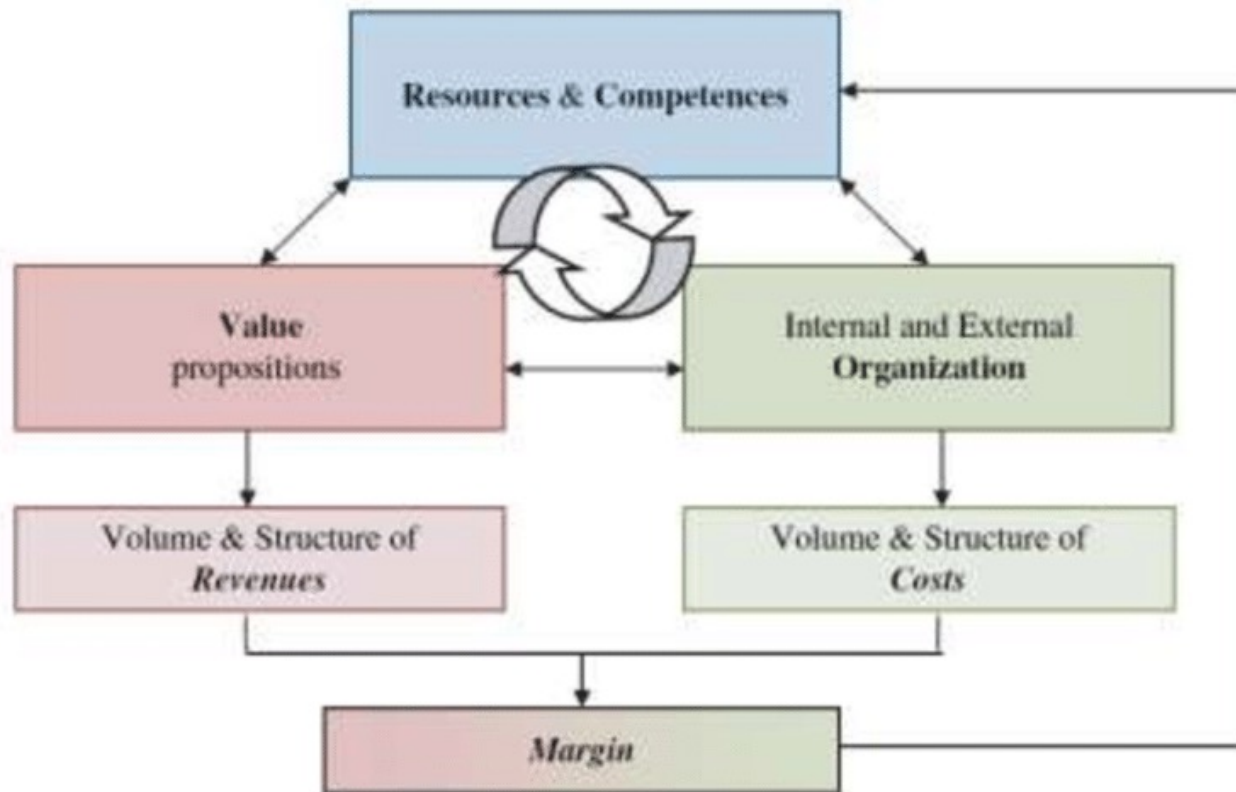 Resources & Competences
Value
propositions
Internal and External
Organization
Volume & Structure of
Revenues
Volume & Structure of
Costs
Margin